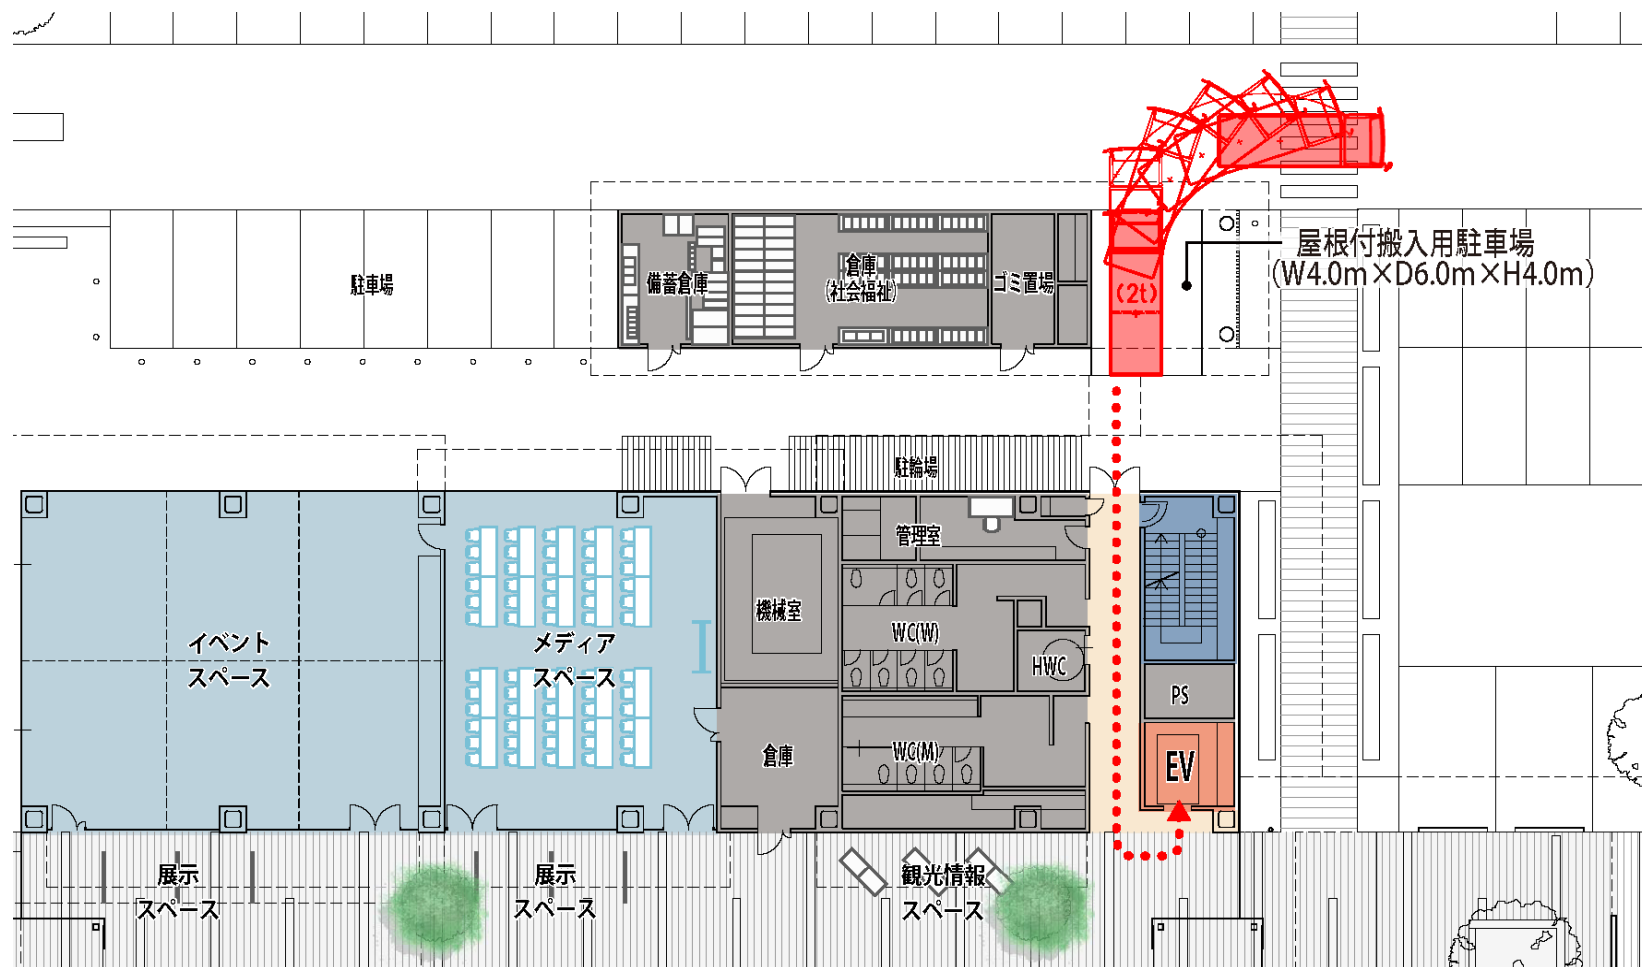 屋根付搬入用駐車場
(W4.0m×D6.0m×H4.0m)
駐車場
備蓄倉庫
倉庫
(社会福祉)
ゴミ置場
(2t)
駐輪場
管理室
機械室
WC(W)
HWC
イベント
スペース
メディア
スペース
PS
倉庫
WC(M)
EV
展示
スペース
展示
スペース
観光情報
スペース